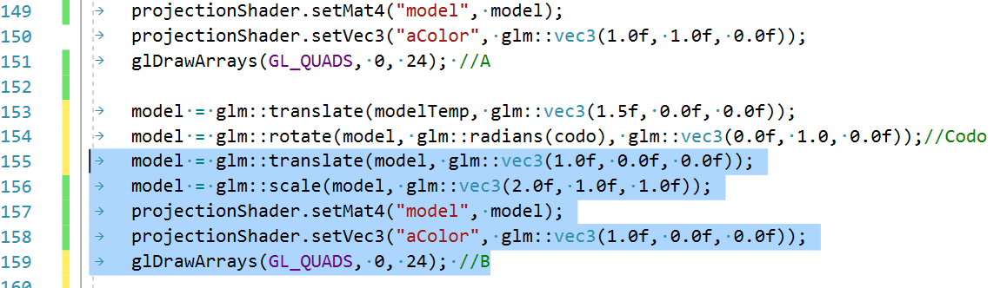 149 projectionShader.setMat4("model", model);
150 projectionShader.setVec3("aColor", glm::vec3(1.0f, 1.0f, 0.0f));
151 glDrawArrays(GL_QUADS, 0, 24); //A
152
153 model = glm::translate(modelTemp, glm::vec3(1.5f, 0.0f, 0.0f));
154 model = glm::rotate(model, glm::radians(codo), glm::vec3(0.0f, 1.0, 0.0f));//Codo
155 model = glm::translate(model, glm::vec3(1.0f, 0.0f, 0.0f));
156 model = glm::scale(model, glm::vec3(2.0f, 1.0f, 1.0f));
157 projectionShader.setMat4("model", model);
158 projectionShader.setVec3("aColor", glm::vec3(1.0f, 0.0f, 0.0f));
159 glDrawArrays(GL_QUADS, 0, 24); //B
160